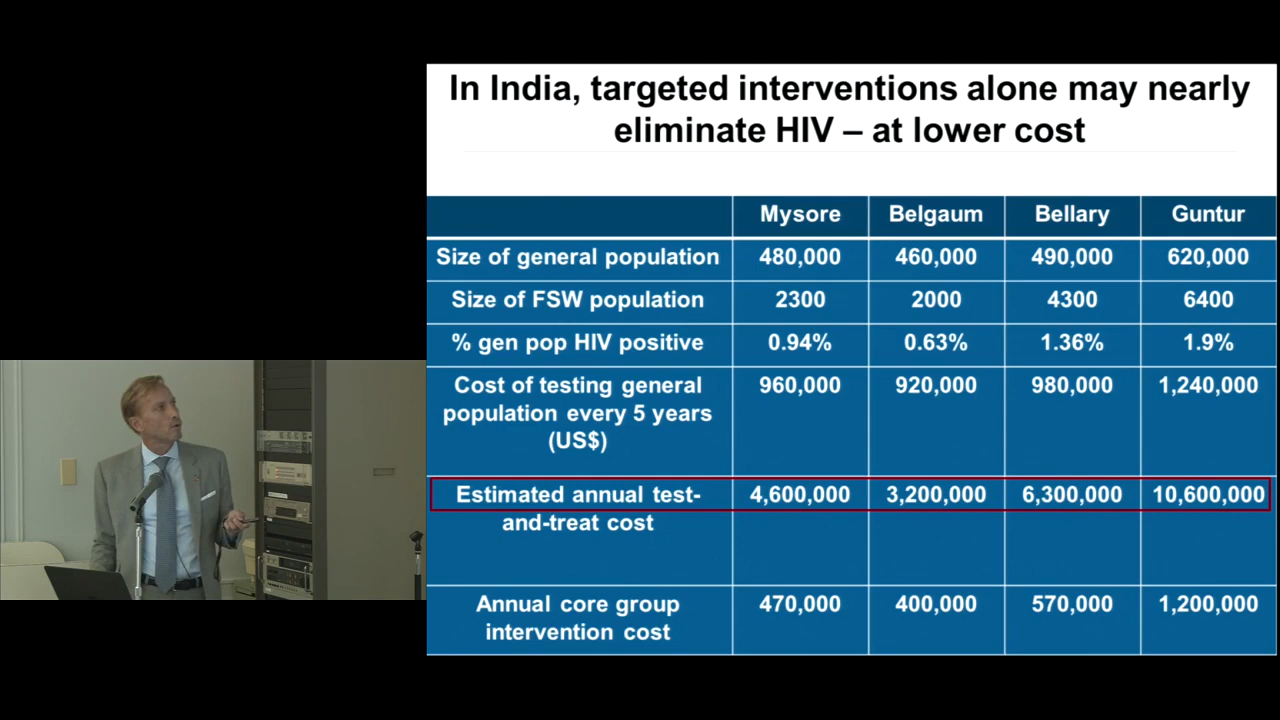 In India, targeted interventions alone may nearly
eliminate HIV – at lower cost
Mysore Belgaum Bellary Guntur
Size of general population 480,000 460,000 490,000 620,000
Size of FSW population 2300 2000 4300 6400
% gen pop HIV positive 0.94% 0.63% 1.36% 1.9%
Cost of testing general 960,000 920,000 980,000 1,240,000
population every 5 years
(US$)
Estimated annual test- 4,600,000 3,200,000 6,300,000 10,600,000
and-treat cost
Annual core group 470,000 400,000 570,000 1,200,000
intervention cost